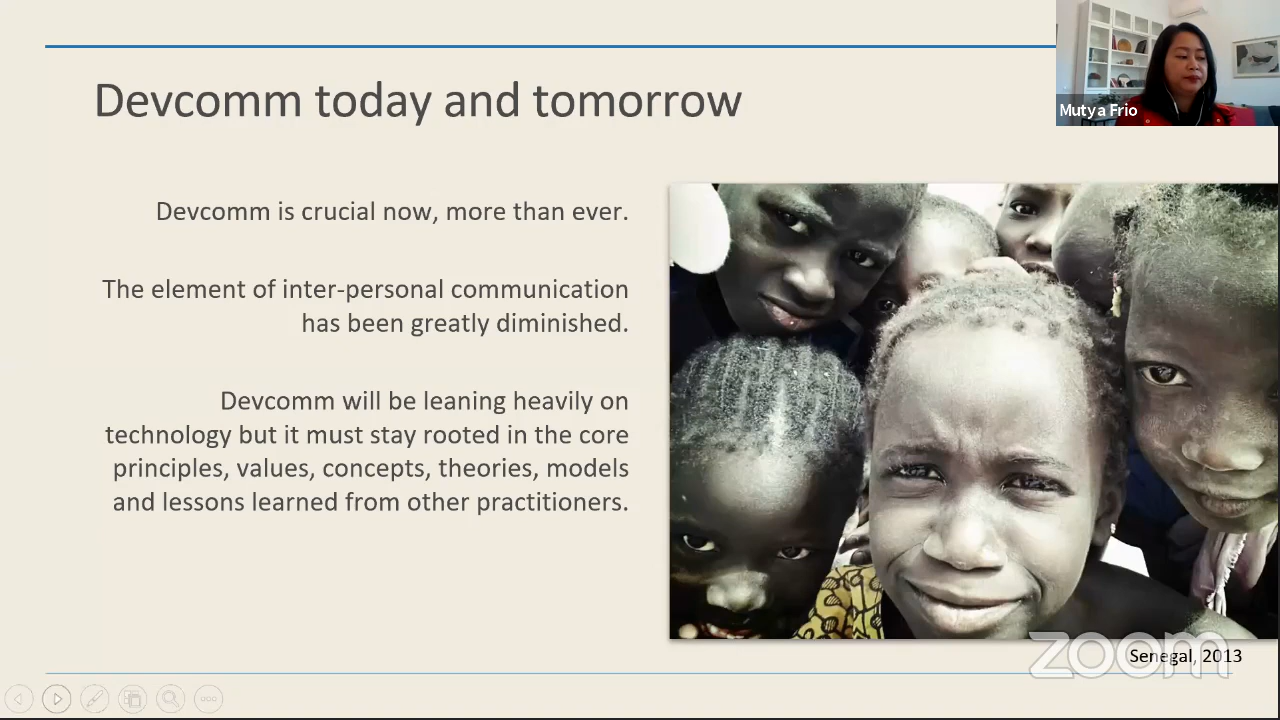 Devcomm today and tomorrow
Mutya Frio
Devcomm is crucial now, more than ever.
The element of inter-personal communication
has been greatly diminished.
Devcomm will be leaning heavily on
technology but it must stay rooted in the core
principles, values, concepts, theories, models
and lessons learned from other practitioners.
zoom
Senegal, 2013